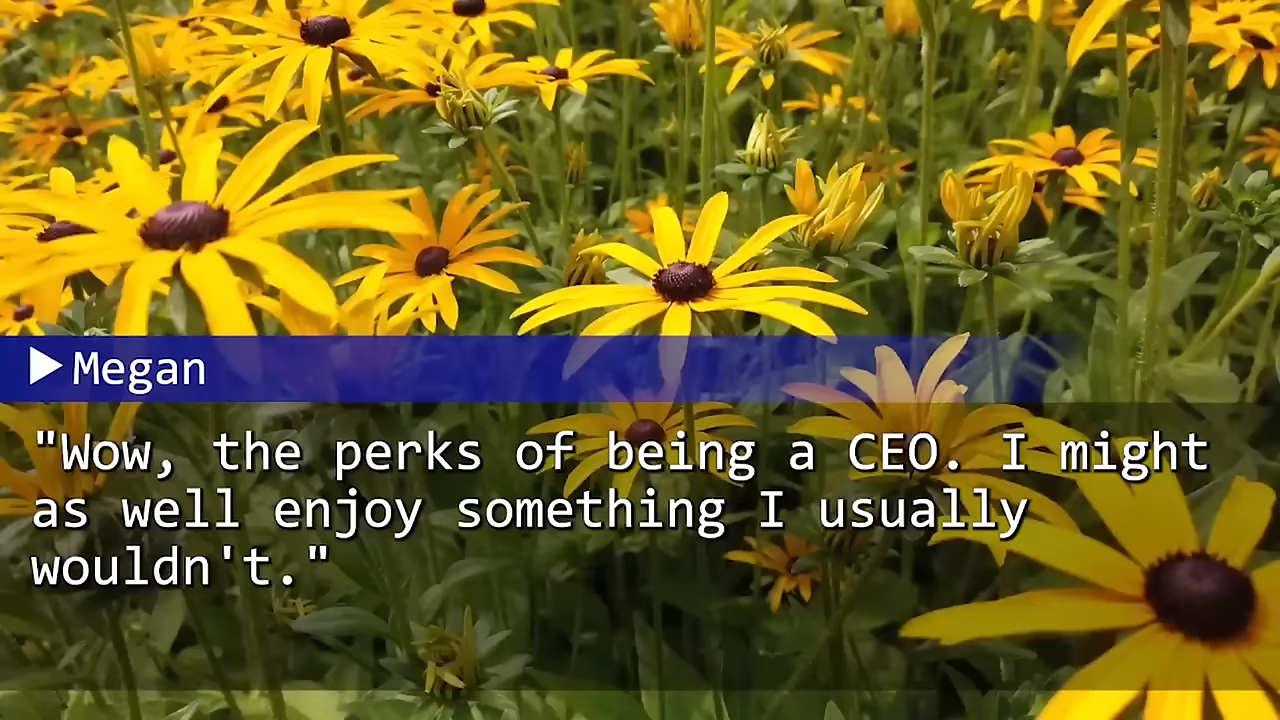 Megan
"Wow, the perks of being a CEO. I might
as well enjoy something I usually
wouldn't."